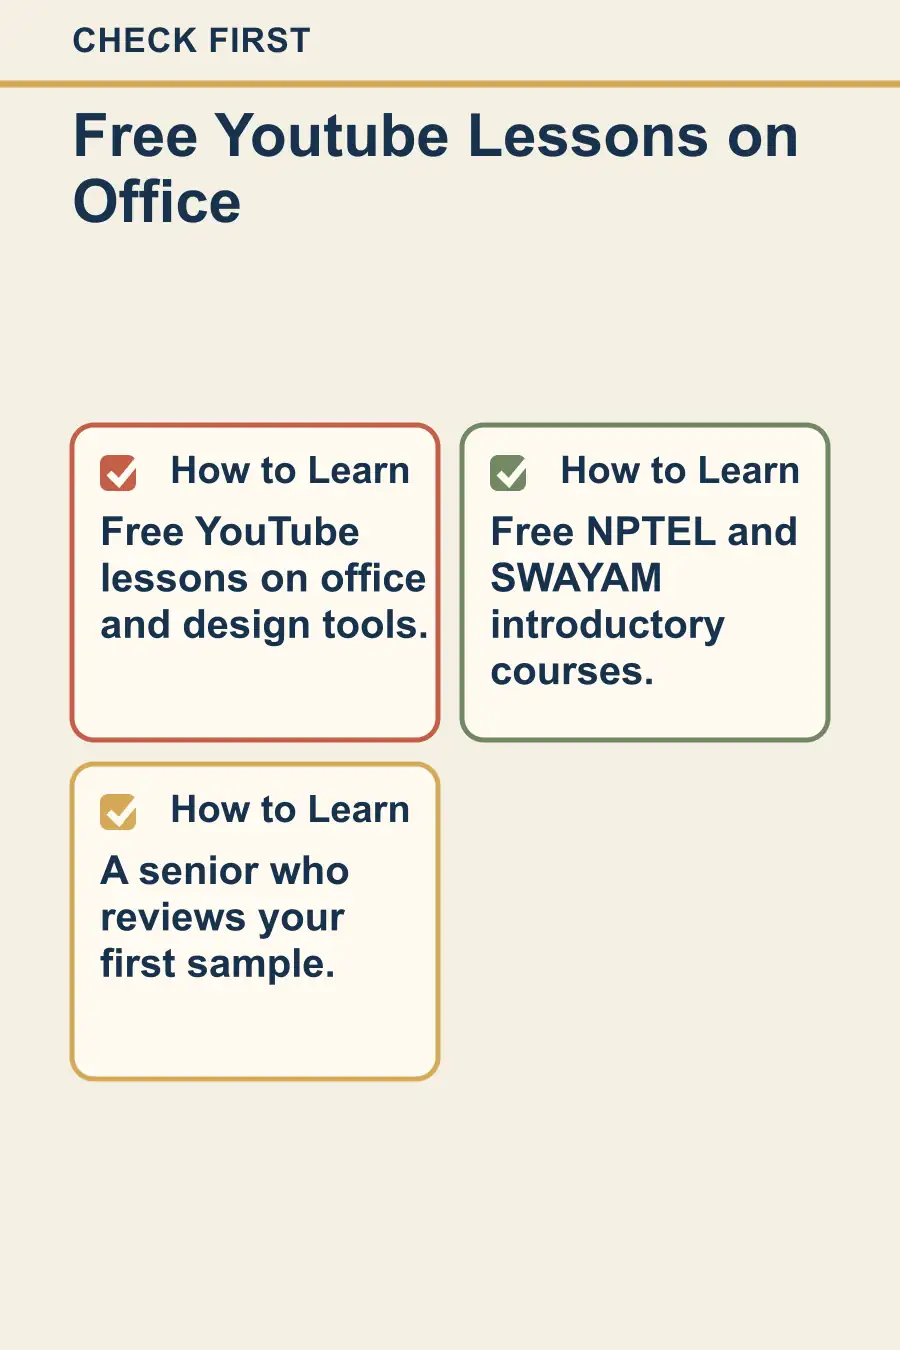 CHECK FIRST
Free Youtube Lessons on
Office
How to Learn
Free YouTube
lessons on office
and design tools.
How to Learn
Free NPTEL and
SWAYAM
introductory
courses.
How to Learn
A senior who
reviews your
first sample.